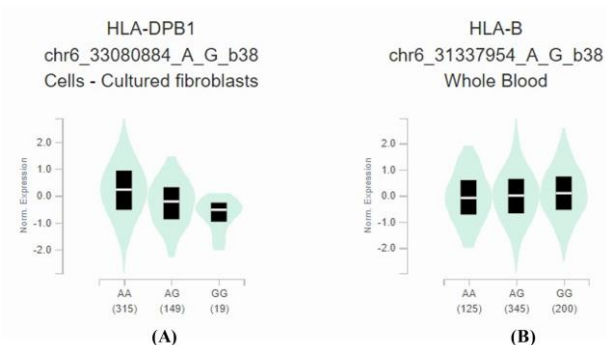 HLA-DPB1
chr6_33080884_A_G_b38
Cells - Cultured fibroblasts
Norm. Expression
2.0
1.0
0.0
-1.0
-2.0
AA
(315)
AG
(149)
GG
(19)
(A)
HLA-B
chr6_31337954_A_G_b38
Whole Blood
Norm. Expression
2.0
1.0
0.0
-1.0
-2.0
AA
(125)
AG
(345)
GG
(200)
(B)